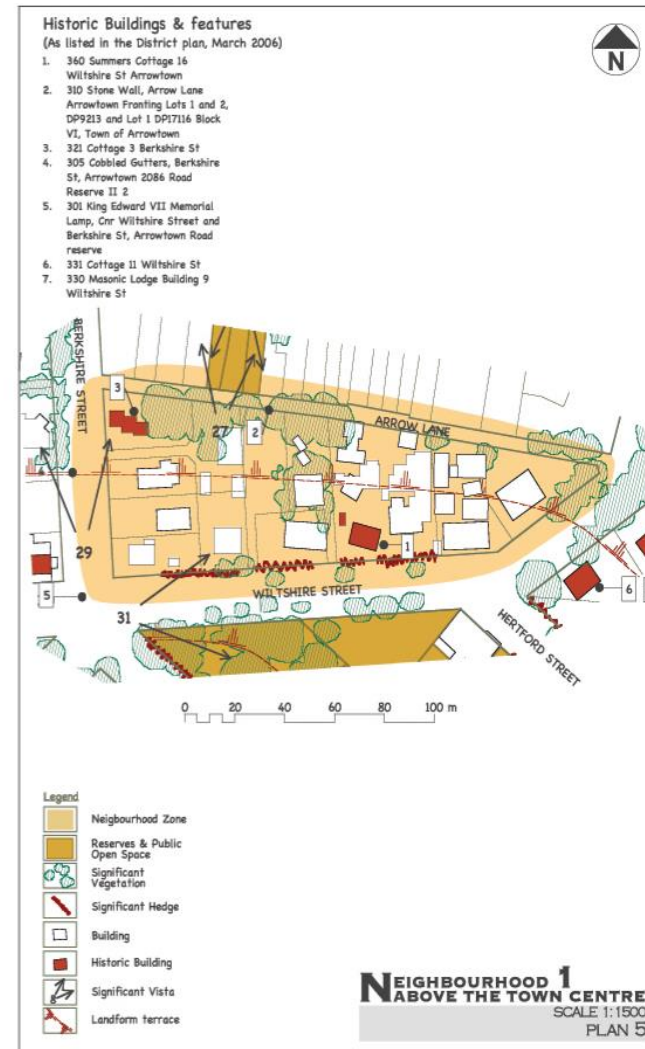 Historic Buildings & features
(As listed in the District plan, March 2006)
1. 360 Summers Cottage 16
Wiltshire St Arrowtown
2. 310 Stone Wall, Arrow Lane
Arrowtown Fronting Lots 1 and 2,
DP9213 and Lot 1 DP17116 Block
VI, Town of Arrowtown
3. 321 Cottage 3 Berkshire St
4. 305 Cobbled Gutters, Berkshire
St, Arrowtown 2086 Road
Reserve II 2
5. 301 King Edward VII Memorial
Lamp, Cnr Wiltshire Street and
Berkshire St, Arrowtown Road
reserve
6. 331 Cottage 11 Wiltshire St
7. 330 Masonic Lodge Building 9
Wiltshire St
N
BERKSHIRE STREET
3
27
2
ARROW LANE
29
1
5
WILTSHIRE STREET
6
31
HERTFORD STREET
0 20 40 60 80 100 m
Legend
Neigbourhood Zone
Reserves & Public
Open Space
Significant
Vegetation
Significant Hedge
Building
Historic Building
8
Significant Vista
Landform terrace
NEIGHBOURHOOD 1
ABOVE THE TOWN CENTRE
SCALE 1:1500
PLAN 5